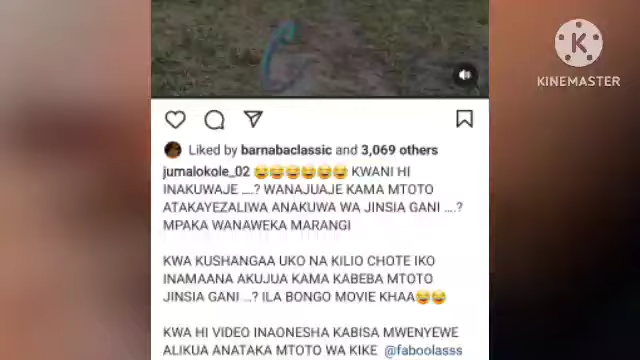 KINEMASTER
Liked by barnabaclassic and 3,069 others
jumalokole_02 😂😂😂😂😂😂 KWANI HI
INAKUWAJE ....? WANAJUAJE KAMA MTOTO
ATAKAYEZALIWA ANAKUWA WA JINSIA GANI ....?
MPAKA WANAWEKA MARANGI
KWA KUSHANGAA UKO NA KILIO CHOTE IKO
INAMAANA AKUJUA KAMA KABEBA MTOTO
JINSIA GANI ...? ILA BONGO MOVIE KHAA😂😂
KWA HI VIDEO INAONESHA KABISA MWENYEWE
ALIKUA ANATAKA MTOTO WA KIKE @faboolasss